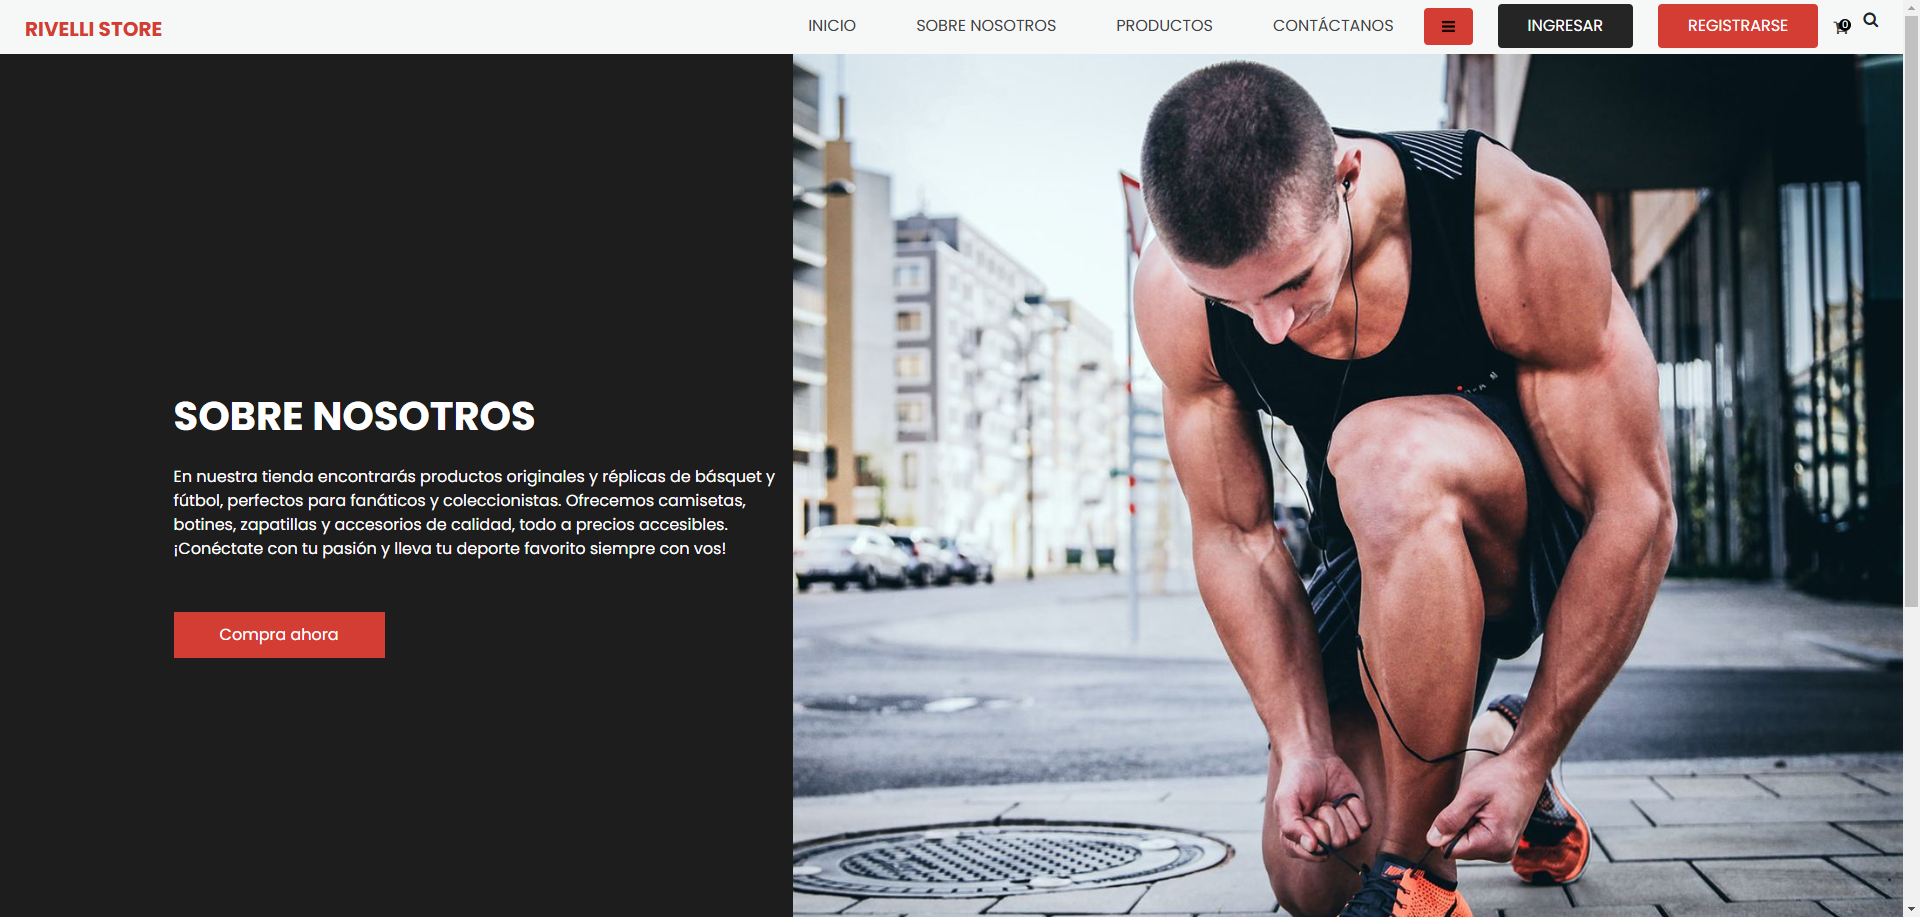 RIVELLI STORE
INICIO
SOBRE NOSOTROS
PRODUCTOS
CONTÁCTANOS
INGRESAR
REGISTRARSE
0
SOBRE NOSOTROS
En nuestra tienda encontrarás productos originales y réplicas de básquet y
fútbol, perfectos para fanáticos y coleccionistas. Ofrecemos camisetas,
botines, zapatillas y accesorios de calidad, todo a precios accesibles.
¡Conéctate con tu pasión y lleva tu deporte favorito siempre con vos!
Compra ahora